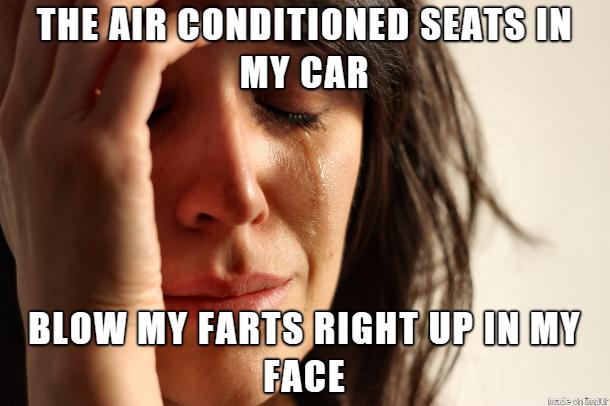 THE AIR CONDITIONED SEATS IN
MY CAR
BLOW MY FARTS RIGHT UP IN MY
FACE
made on imgur